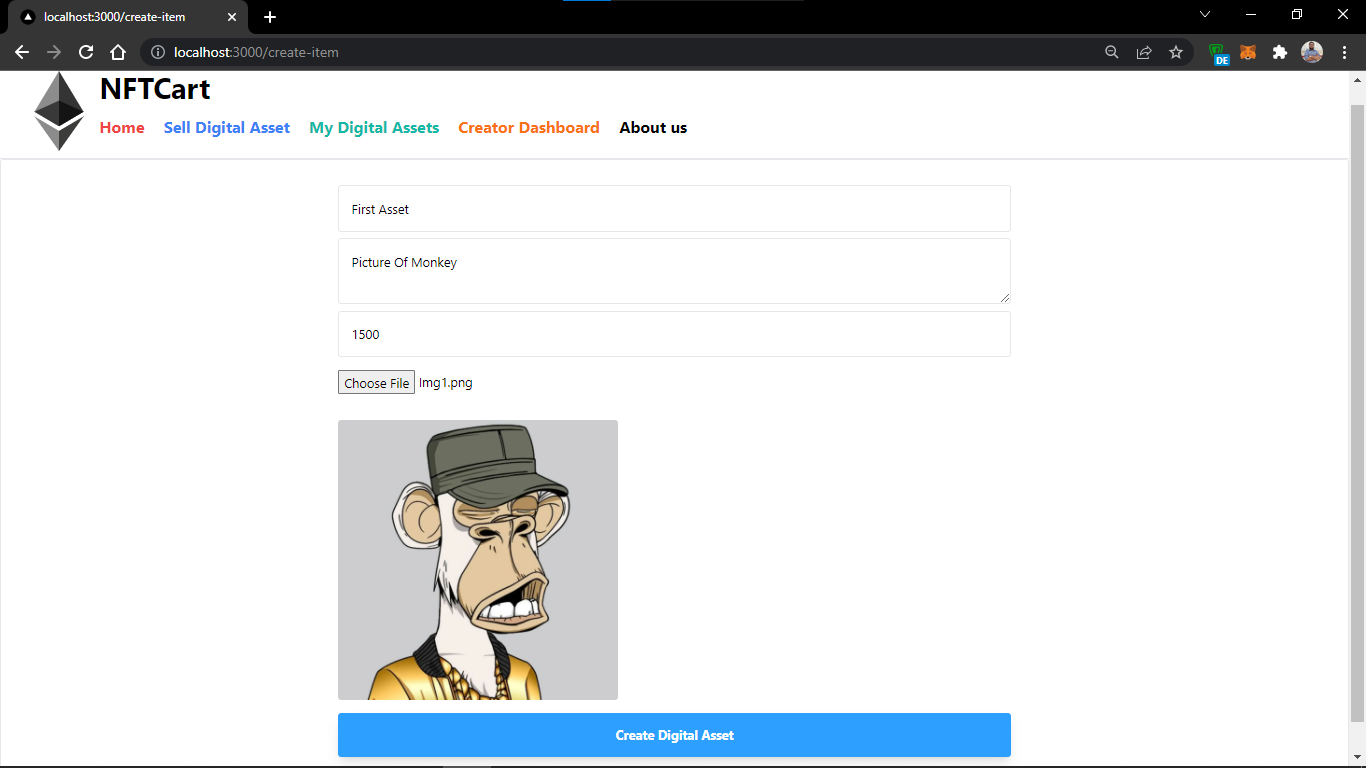 localhost:3000/create-item
localhost:3000/create-item
DE
NFTCart
Home Sell Digital Asset My Digital Assets Creator Dashboard About us
First Asset
Picture Of Monkey
1500
Choose File Img1.png
Create Digital Asset